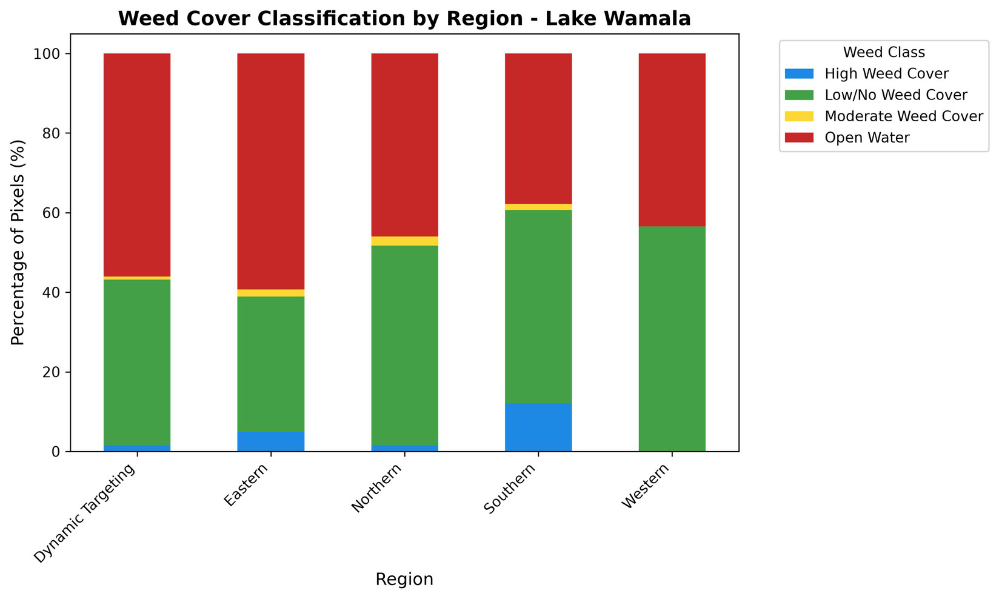 Weed Cover Classification by Region - Lake Wamala
Weed Class
High Weed Cover
Low/No Weed Cover
Moderate Weed Cover
Open Water
Percentage of Pixels (%)
100
80
60
40
20
0
Dynamic Targeting
Eastern
Northern
Southern
Western
Region